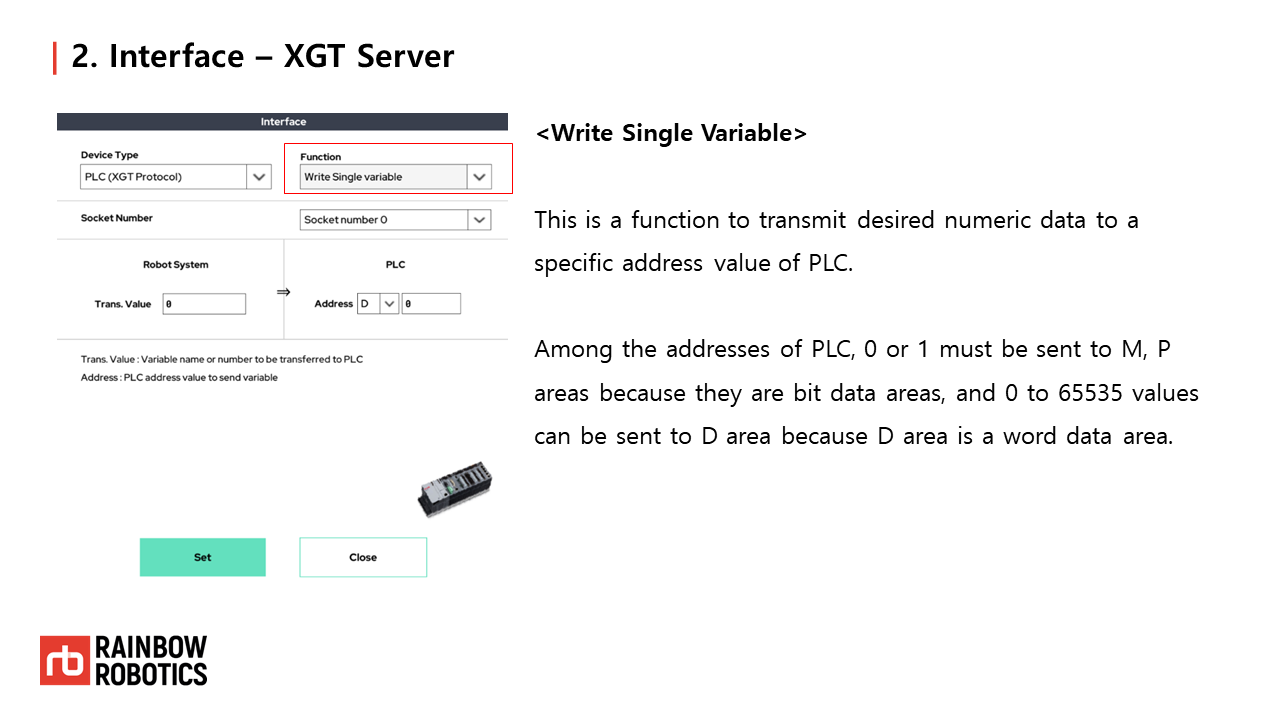 2. Interface – XGT Server
Interface
Device Type
Function
PLC (XGT Protocol)
Write Single variable
Socket Number
Socket number 0
Robot System
PLC
⇒
Trans. Value
0
Address
D
0
Trans. Value : Variable name or number to be transferred to PLC
Address : PLC address value to send variable
Set
Close
<Write Single Variable>
This is a function to transmit desired numeric data to a
specific address value of PLC.
Among the addresses of PLC, 0 or 1 must be sent to M, P
areas because they are bit data areas, and 0 to 65535 values
can be sent to D area because D area is a word data area.
rb
RAINBOW
ROBOTICS